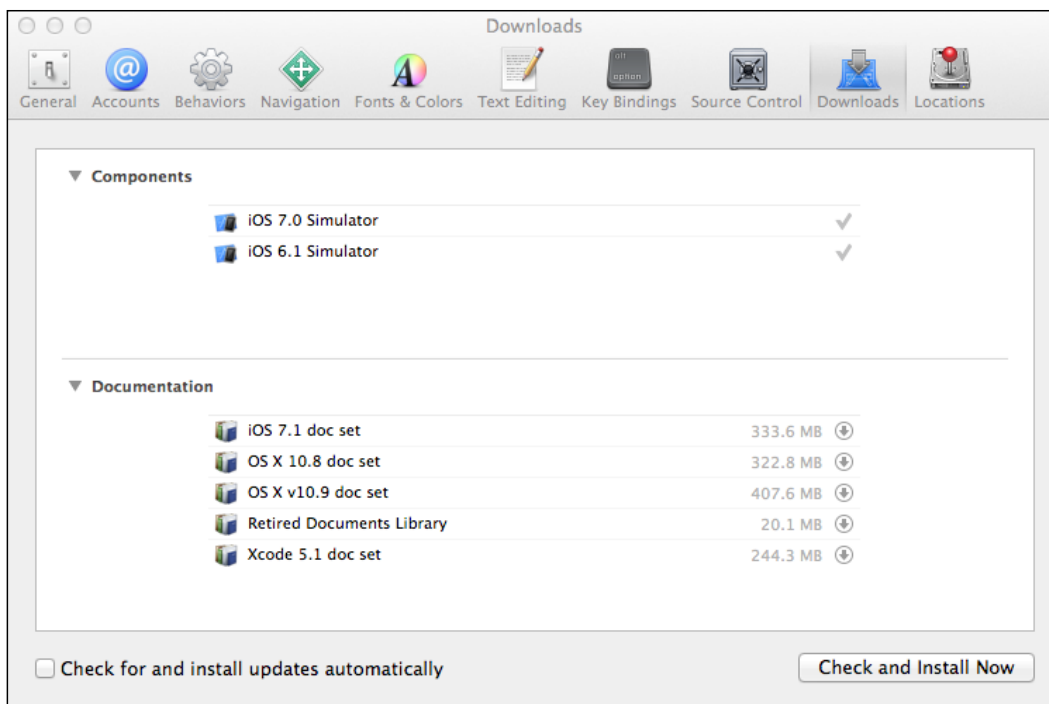 Downloads
General Accounts Behaviors Navigation Fonts & Colors Text Editing Key Bindings Source Control Downloads Locations
Components
iOS 7.0 Simulator
iOS 6.1 Simulator
Documentation
iOS 7.1 doc set 333.6 MB
OS X 10.8 doc set 322.8 MB
OS X v10.9 doc set 407.6 MB
Retired Documents Library 20.1 MB
Xcode 5.1 doc set 244.3 MB
Check for and install updates automatically Check and Install Now